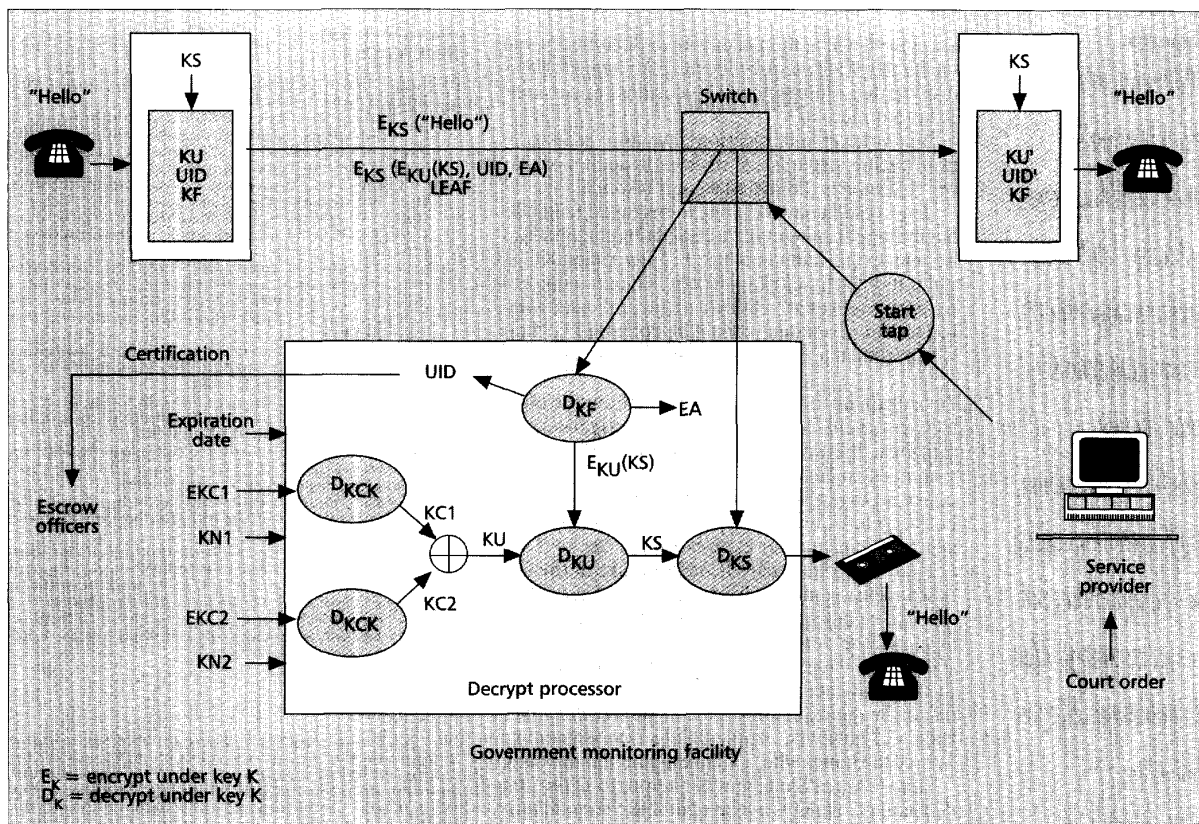 KS
"Hello"
KU
UID
KF
E_KS ("Hello")
E_KS (E_KU(KS), UID, EA)
LEAF
Switch
KS
"Hello"
KU'
UID'
KF
Start
tap
Certification
UID
D_KF
EA
Expiration
date
E_KU(KS)
Escrow
officers
EKC1
D_KCK
KC1
KN1
KU
D_KU
KS
D_KS
EKC2
D_KCK
KC2
KN2
"Hello"
Service
provider
Court order
Decrypt processor
Government monitoring facility
E_K = encrypt under key K
D_K = decrypt under key K